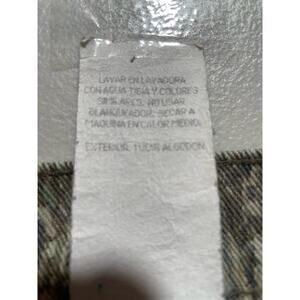 LAVAR EN LAVADORA
CON AGUA TIBIA Y COLORES
SIMILARES. NO USAR
BLANQUEADOR. SECAR A
MAQUINA EN CALOR MEDIO.
EXTERIOR: 100% ALGODON